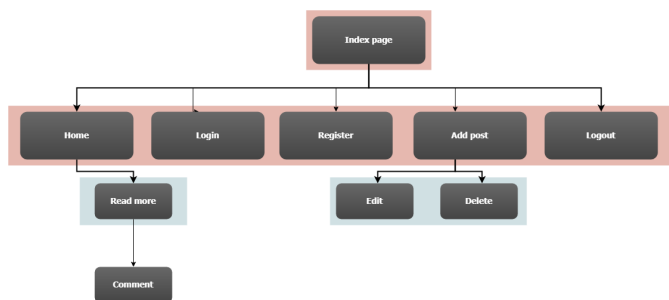 Index page
Home
Login
Register
Add post
Logout
Read more
Edit
Delete
Comment